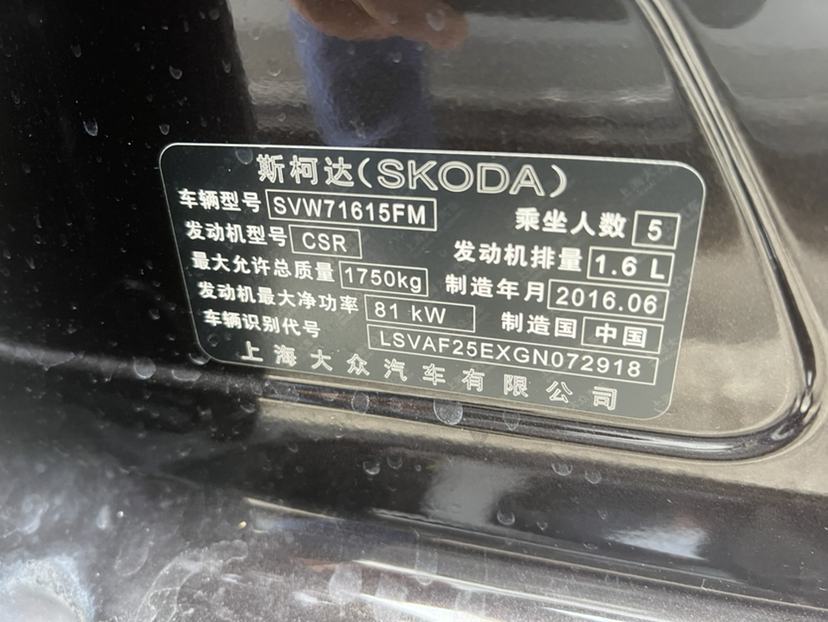 斯柯达(SKODA)
车辆型号 SVW71615FM 乘坐人数 5
发动机型号 CSR 发动机排量 1.6 L
最大允许总质量 1750kg 制造年月 2016.06
发动机最大净功率 81 kW 制造国 中国
车辆识别代号 LSVAF25EXGN072918
上海大众汽车有限公司